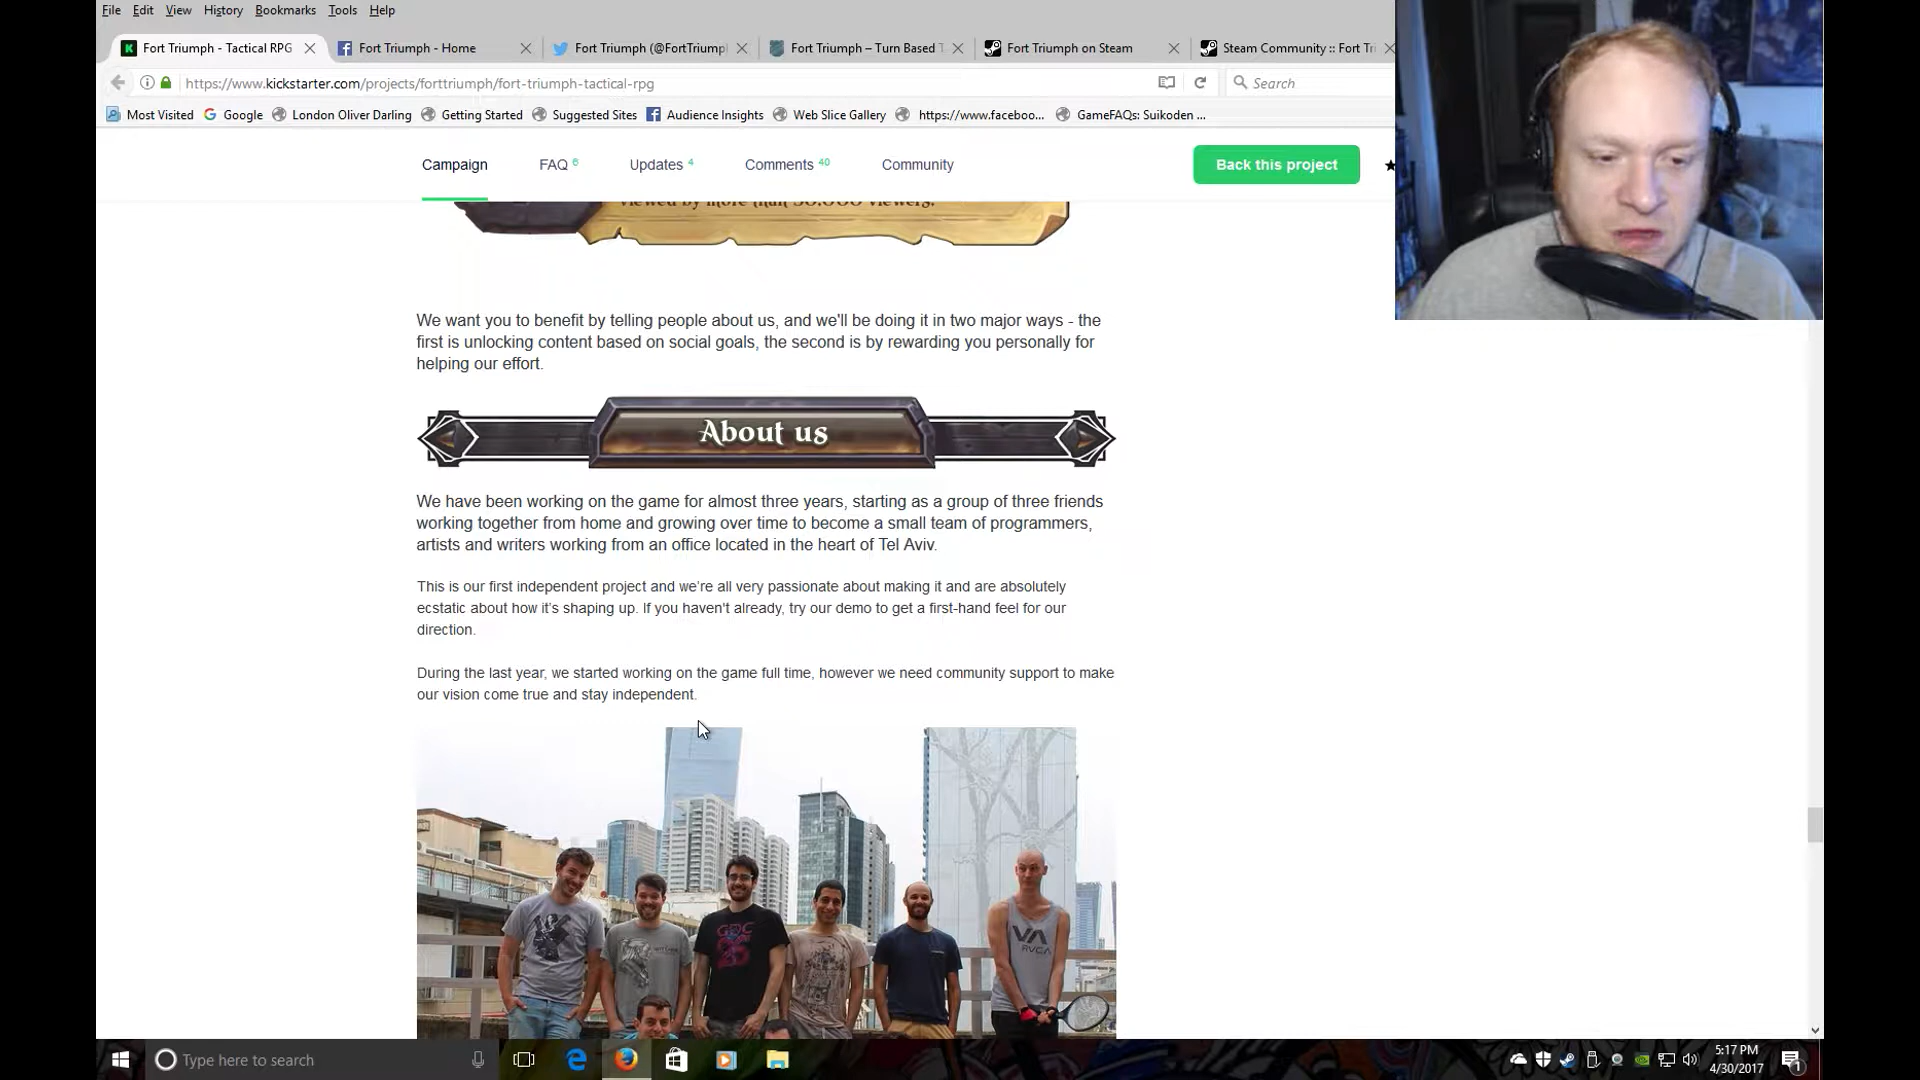 File Edit View History Bookmarks Tools Help
Fort Triumph - Tactical RPG
Fort Triumph - Home
Fort Triumph (@FortTriump
Fort Triumph – Turn Based T
Fort Triumph on Steam
Steam Community :: Fort Tri
https://www.kickstarter.com/projects/forttriumph/fort-triumph-tactical-rpg
Search
Most Visited Google London Oliver Darling Getting Started Suggested Sites Audience Insights Web Slice Gallery https://www.faceboo... GameFAQs: Suikoden ...
Campaign FAQ 6 Updates 4 Comments 40 Community Back this project
viewed by more than 50.000 viewers.
We want you to benefit by telling people about us, and we'll be doing it in two major ways - the
first is unlocking content based on social goals, the second is by rewarding you personally for
helping our effort.
About us
We have been working on the game for almost three years, starting as a group of three friends
working together from home and growing over time to become a small team of programmers,
artists and writers working from an office located in the heart of Tel Aviv.
This is our first independent project and we're all very passionate about making it and are absolutely
ecstatic about how it's shaping up. If you haven't already, try our demo to get a first-hand feel for our
direction.
During the last year, we started working on the game full time, however we need community support to make
our vision come true and stay independent.
GDC
VA
RVCA
Type here to search
5:17 PM
4/30/2017
1